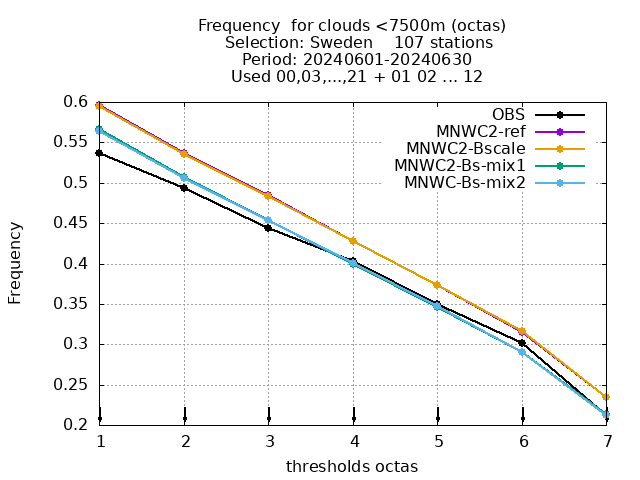 Frequency  for clouds <7500m (octas)
Selection: Sweden    107 stations
Period: 20240601-20240630
Used 00,03,...,21 + 01 02 ... 12
OBS
MNWC2-ref
MNWC2-Bscale
MNWC2-Bs-mix1
MNWC-Bs-mix2
Frequency
0.6
0.55
0.5
0.45
0.4
0.35
0.3
0.25
0.2
1 2 3 4 5 6 7
thresholds octas